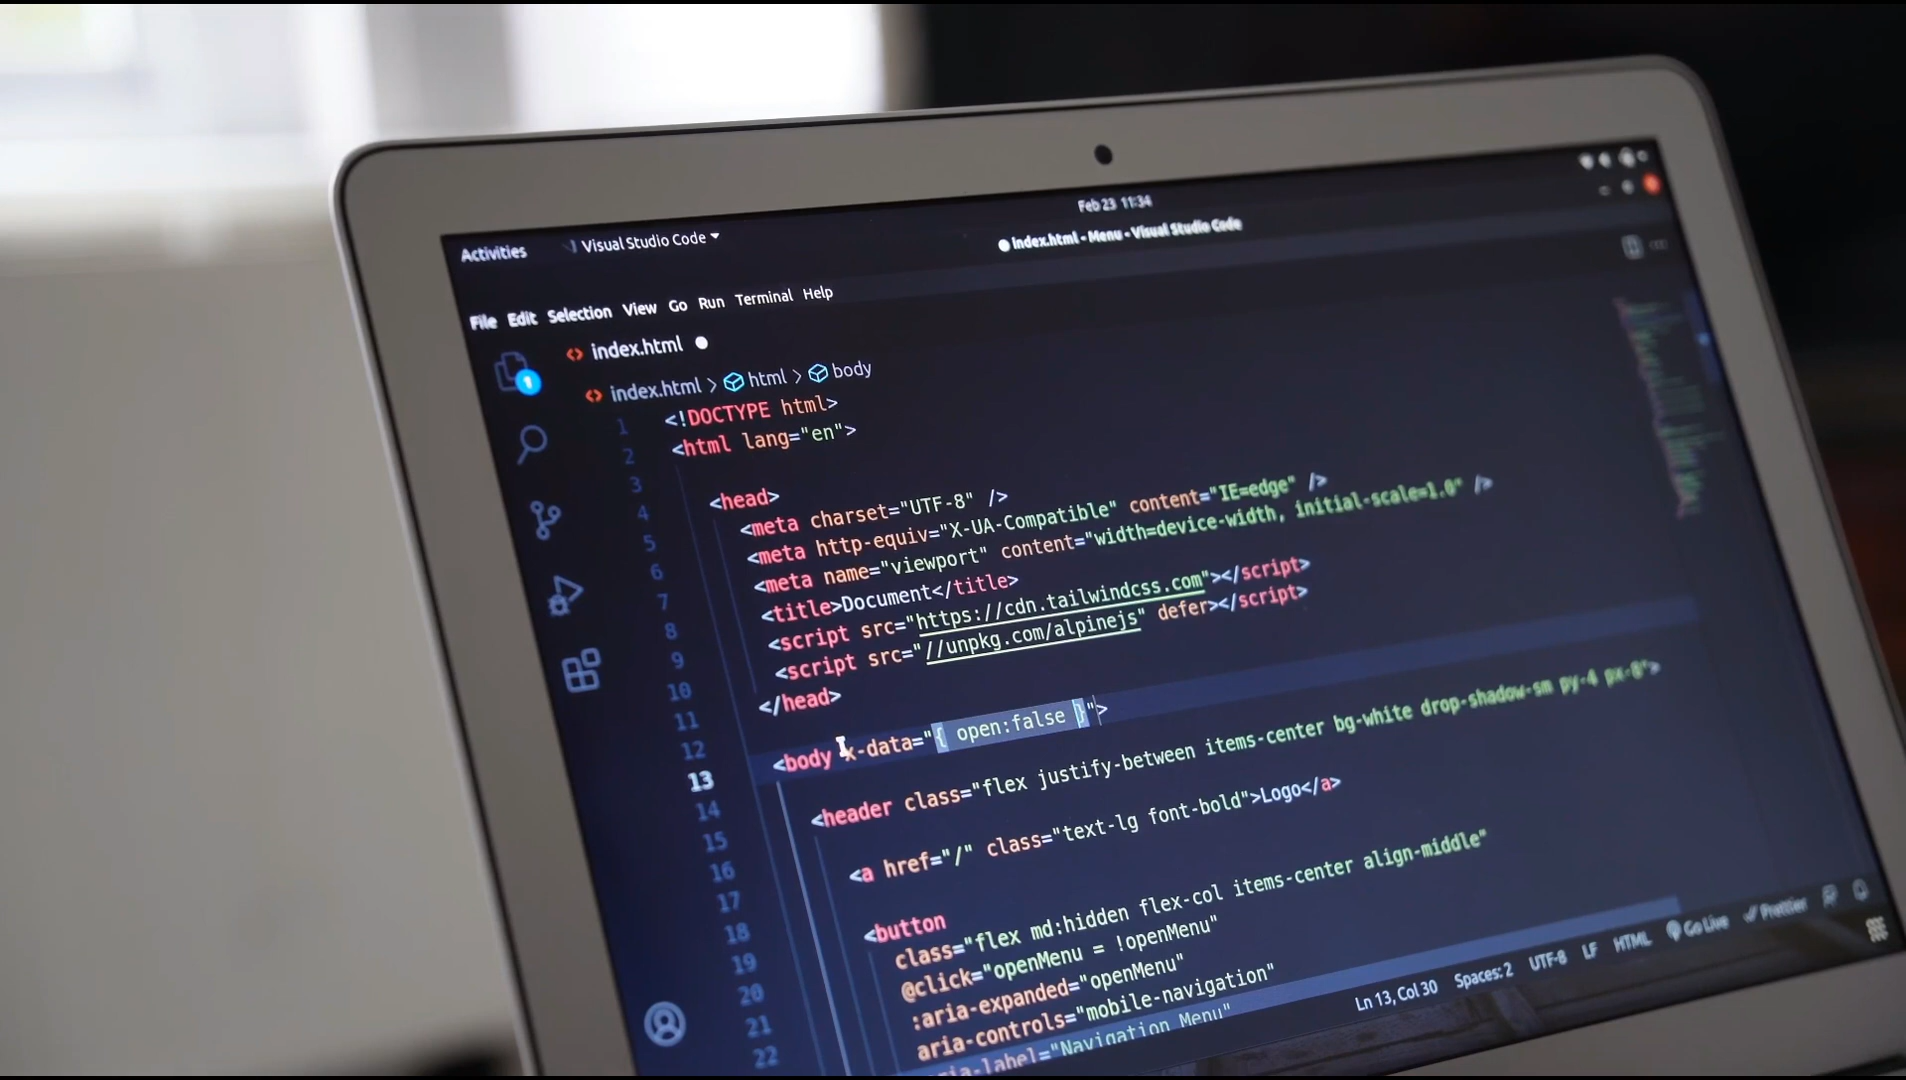 Feb 23 11:34
Activities
Visual Studio Code
index.html - Menu - Visual Studio Code
File Edit Selection View Go Run Terminal Help
1
index.html
index.html > html > body
1 <!DOCTYPE html>
2 <html lang="en">
3
4 <head>
5 <meta charset="UTF-8" />
6 <meta http-equiv="X-UA-Compatible" content="IE=edge" />
7 <meta name="viewport" content="width=device-width, initial-scale=1.0" />
8 <title>Document</title>
9 <script src="https://cdn.tailwindcss.com"></script>
10 <script src="//unpkg.com/alpinejs" defer></script>
11 </head>
12
13 <body x-data="{ open:false }">
14
15 <header class="flex justify-between items-center bg-white drop-shadow-sm py-4 px-8">
16
17 <a href="/" class="text-lg font-bold">Logo</a>
18
19 <button
20 class="flex md:hidden flex-col items-center align-middle"
21 @click="openMenu = !openMenu"
22 :aria-expanded="openMenu"
aria-controls="mobile-navigation"
aria-label="Navigation Menu"
Ln 13, Col 30 Spaces: 2 UTF-8 LF HTML Go Live Prettier